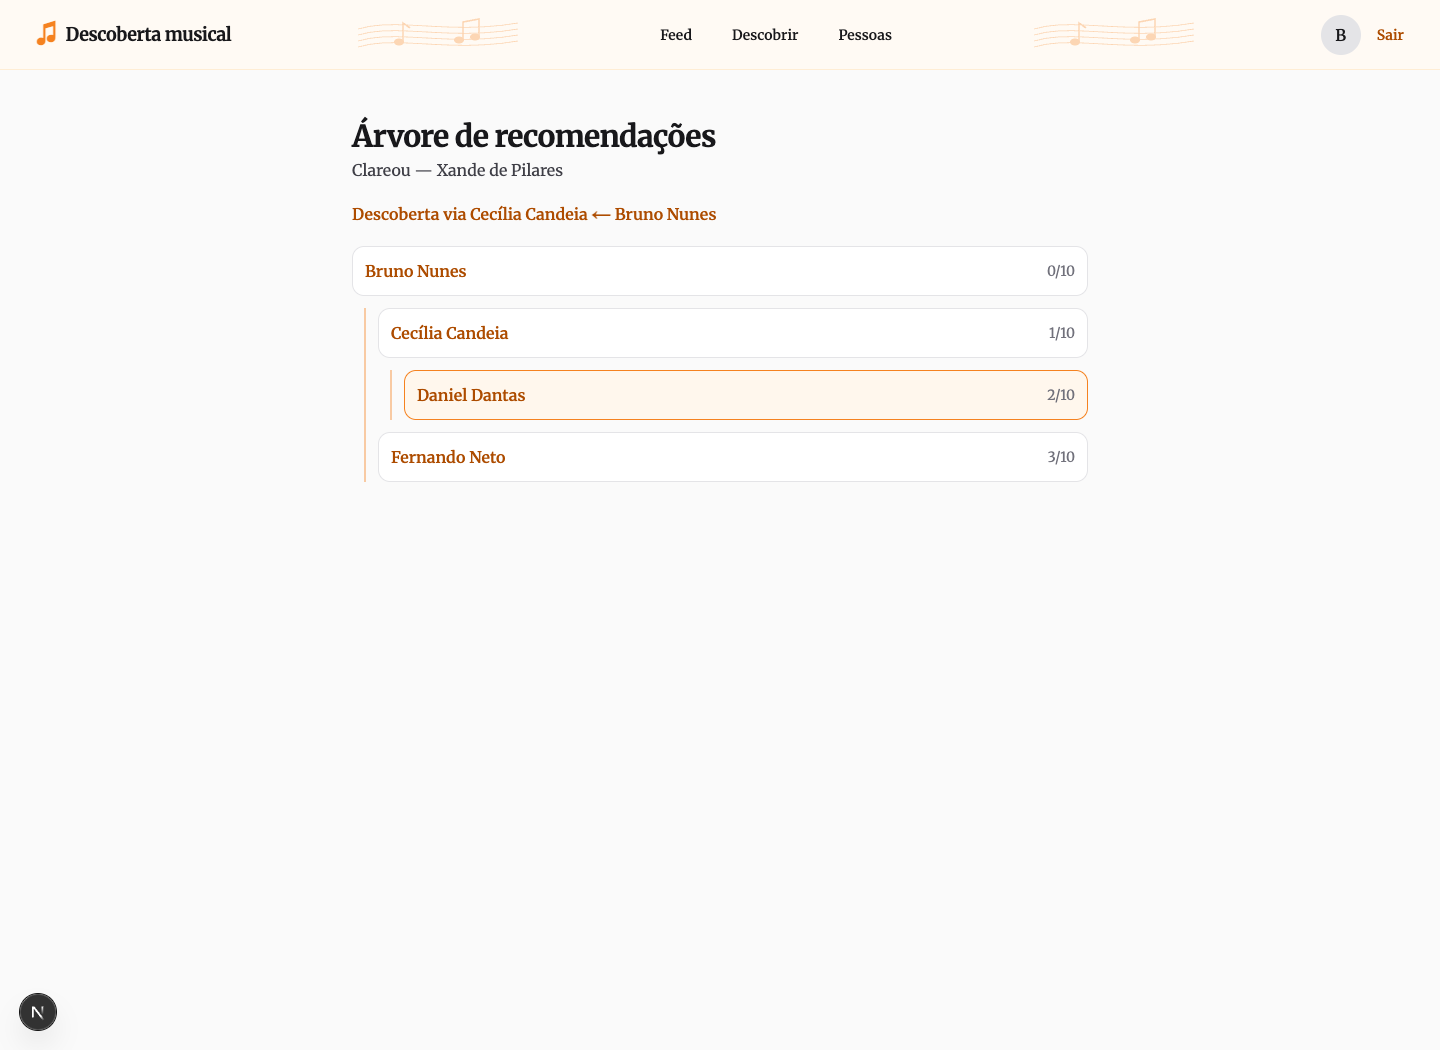 Descoberta musical
Feed
Descobrir
Pessoas
B
Sair
Árvore de recomendações
Clareou — Xande de Pilares
Descoberta via Cecília Candeia ← Bruno Nunes
Bruno Nunes 0/10
Cecília Candeia 1/10
Daniel Dantas 2/10
Fernando Neto 3/10
N